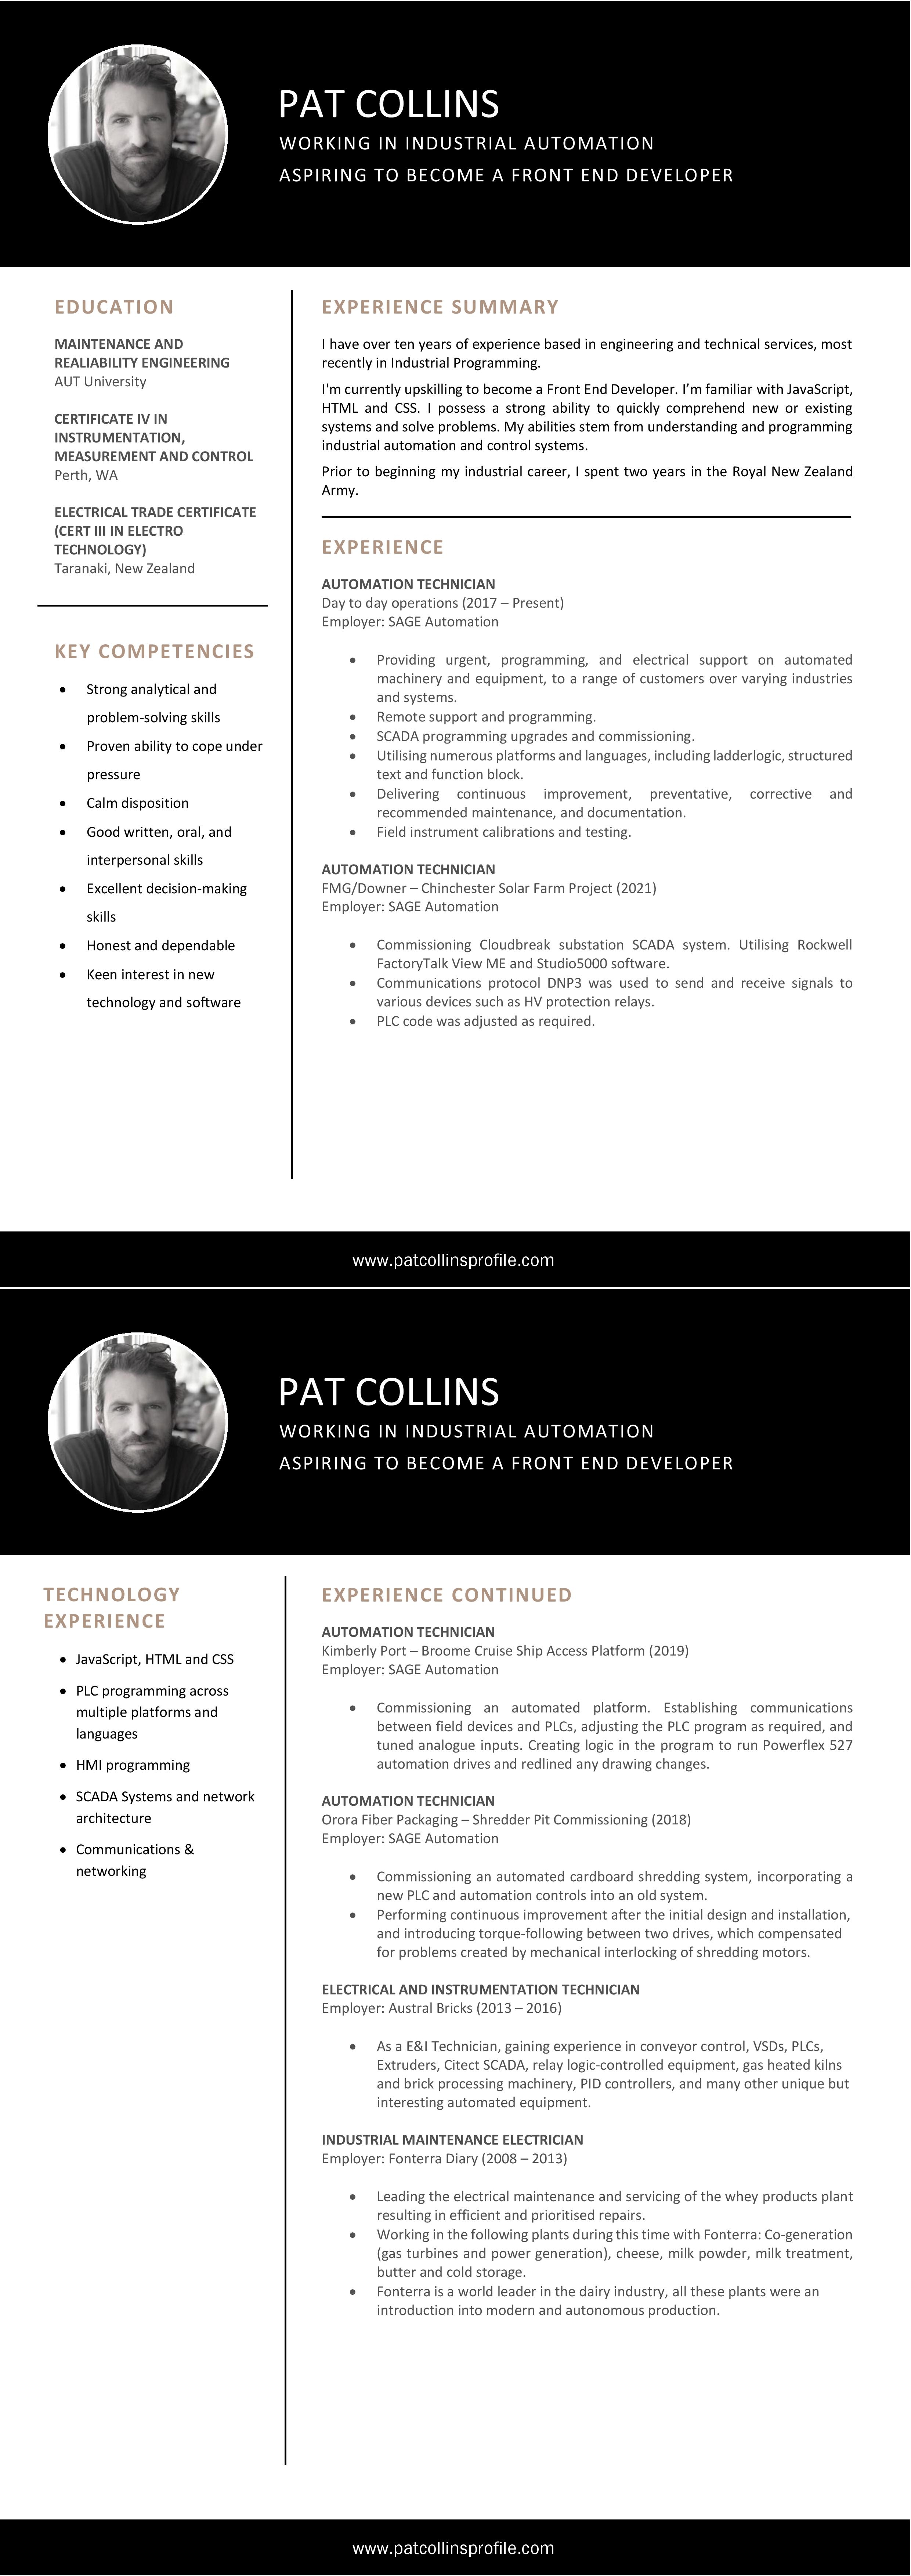 PAT COLLINS
WORKING IN INDUSTRIAL AUTOMATION
ASPIRING TO BECOME A FRONT END DEVELOPER
EDUCATION
MAINTENANCE AND
REALIABILITY ENGINEERING
AUT University
CERTIFICATE IV IN
INSTRUMENTATION,
MEASUREMENT AND CONTROL
Perth, WA
ELECTRICAL TRADE CERTIFICATE
(CERT III IN ELECTRO
TECHNOLOGY)
Taranaki, New Zealand
KEY COMPETENCIES
• Strong analytical and
problem-solving skills
• Proven ability to cope under
pressure
• Calm disposition
• Good written, oral, and
interpersonal skills
• Excellent decision-making
skills
• Honest and dependable
• Keen interest in new
technology and software
EXPERIENCE SUMMARY
I have over ten years of experience based in engineering and technical services, most
recently in Industrial Programming.
I'm currently upskilling to become a Front End Developer. I’m familiar with JavaScript,
HTML and CSS. I possess a strong ability to quickly comprehend new or existing
systems and solve problems. My abilities stem from understanding and programming
industrial automation and control systems.
Prior to beginning my industrial career, I spent two years in the Royal New Zealand
Army.
EXPERIENCE
AUTOMATION TECHNICIAN
Day to day operations (2017 – Present)
Employer: SAGE Automation
• Providing urgent, programming, and electrical support on automated
machinery and equipment, to a range of customers over varying industries
and systems.
• Remote support and programming.
• SCADA programming upgrades and commissioning.
• Utilising numerous platforms and languages, including ladderlogic, structured
text and function block.
• Delivering continuous improvement, preventative, corrective and
recommended maintenance, and documentation.
• Field instrument calibrations and testing.
AUTOMATION TECHNICIAN
FMG/Downer – Chinchester Solar Farm Project (2021)
Employer: SAGE Automation
• Commissioning Cloudbreak substation SCADA system. Utilising Rockwell
FactoryTalk View ME and Studio5000 software.
• Communications protocol DNP3 was used to send and receive signals to
various devices such as HV protection relays.
• PLC code was adjusted as required.
www.patcollinsprofile.com
PAT COLLINS
WORKING IN INDUSTRIAL AUTOMATION
ASPIRING TO BECOME A FRONT END DEVELOPER
TECHNOLOGY
EXPERIENCE
• JavaScript, HTML and CSS
• PLC programming across
multiple platforms and
languages
• HMI programming
• SCADA Systems and network
architecture
• Communications &
networking
EXPERIENCE CONTINUED
AUTOMATION TECHNICIAN
Kimberly Port – Broome Cruise Ship Access Platform (2019)
Employer: SAGE Automation
• Commissioning an automated platform. Establishing communications
between field devices and PLCs, adjusting the PLC program as required, and
tuned analogue inputs. Creating logic in the program to run Powerflex 527
automation drives and redlined any drawing changes.
AUTOMATION TECHNICIAN
Orora Fiber Packaging – Shredder Pit Commissioning (2018)
Employer: SAGE Automation
• Commissioning an automated cardboard shredding system, incorporating a
new PLC and automation controls into an old system.
• Performing continuous improvement after the initial design and installation,
and introducing torque-following between two drives, which compensated
for problems created by mechanical interlocking of shredding motors.
ELECTRICAL AND INSTRUMENTATION TECHNICIAN
Employer: Austral Bricks (2013 – 2016)
• As a E&I Technician, gaining experience in conveyor control, VSDs, PLCs,
Extruders, Citect SCADA, relay logic-controlled equipment, gas heated kilns
and brick processing machinery, PID controllers, and many other unique but
interesting automated equipment.
INDUSTRIAL MAINTENANCE ELECTRICIAN
Employer: Fonterra Diary (2008 – 2013)
• Leading the electrical maintenance and servicing of the whey products plant
resulting in efficient and prioritised repairs.
• Working in the following plants during this time with Fonterra: Co-generation
(gas turbines and power generation), cheese, milk powder, milk treatment,
butter and cold storage.
• Fonterra is a world leader in the dairy industry, all these plants were an
introduction into modern and autonomous production.
www.patcollinsprofile.com